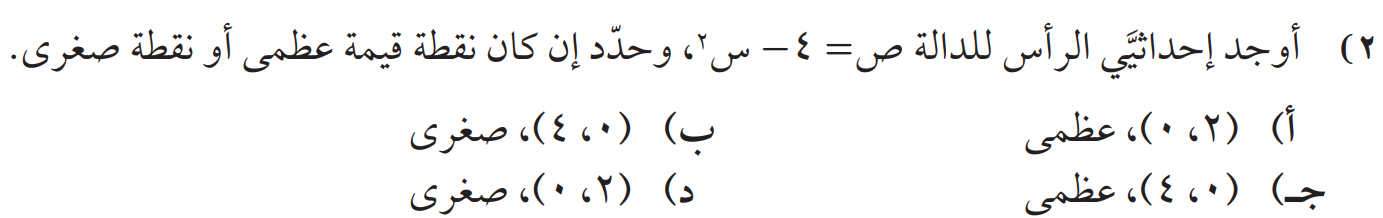 ٢) أوجد إحداثيَّي الرأس للدالة ص= ٤ − س٢، وحدّد إن كان نقطة قيمة عظمى أو نقطة صغرى.
أ) (٢، ٠)، عظمى ب) (٠، ٤)، صغرى
جـ) (٠، ٤)، عظمى د) (٢، ٠)، صغرى